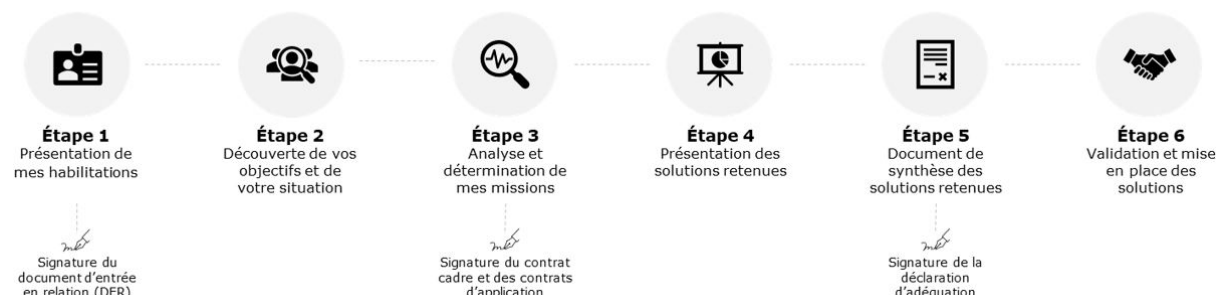 Étape 1
Présentation de
mes habilitations
Signature du
document d'entrée
en relation (DER)
Étape 2
Découverte de vos
objectifs et de
votre situation
Étape 3
Analyse et
détermination de
mes missions
Signature du contrat
cadre et des contrats
d'application
Étape 4
Présentation des
solutions retenues
Étape 5
Document de
synthèse des
solutions retenues
Signature de la
déclaration
d'adéquation
Étape 6
Validation et mise
en place des
solutions